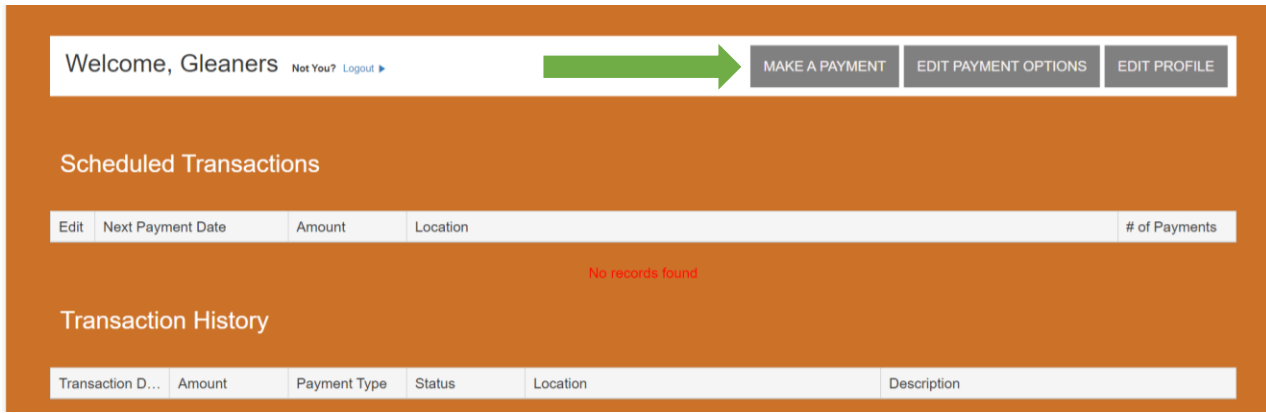 Welcome, Gleaners Not You? Logout ▶ MAKE A PAYMENT EDIT PAYMENT OPTIONS EDIT PROFILE
Scheduled Transactions
Edit Next Payment Date Amount Location # of Payments
No records found
Transaction History
Transaction D... Amount Payment Type Status Location Description